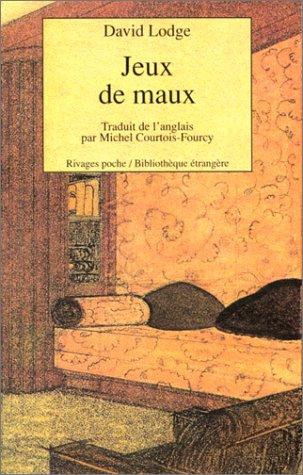 David Lodge
Jeux
de maux
Traduit de l'anglais
par Michel Courtois-Fourcy
Rivages poche / Bibliothèque étrangère